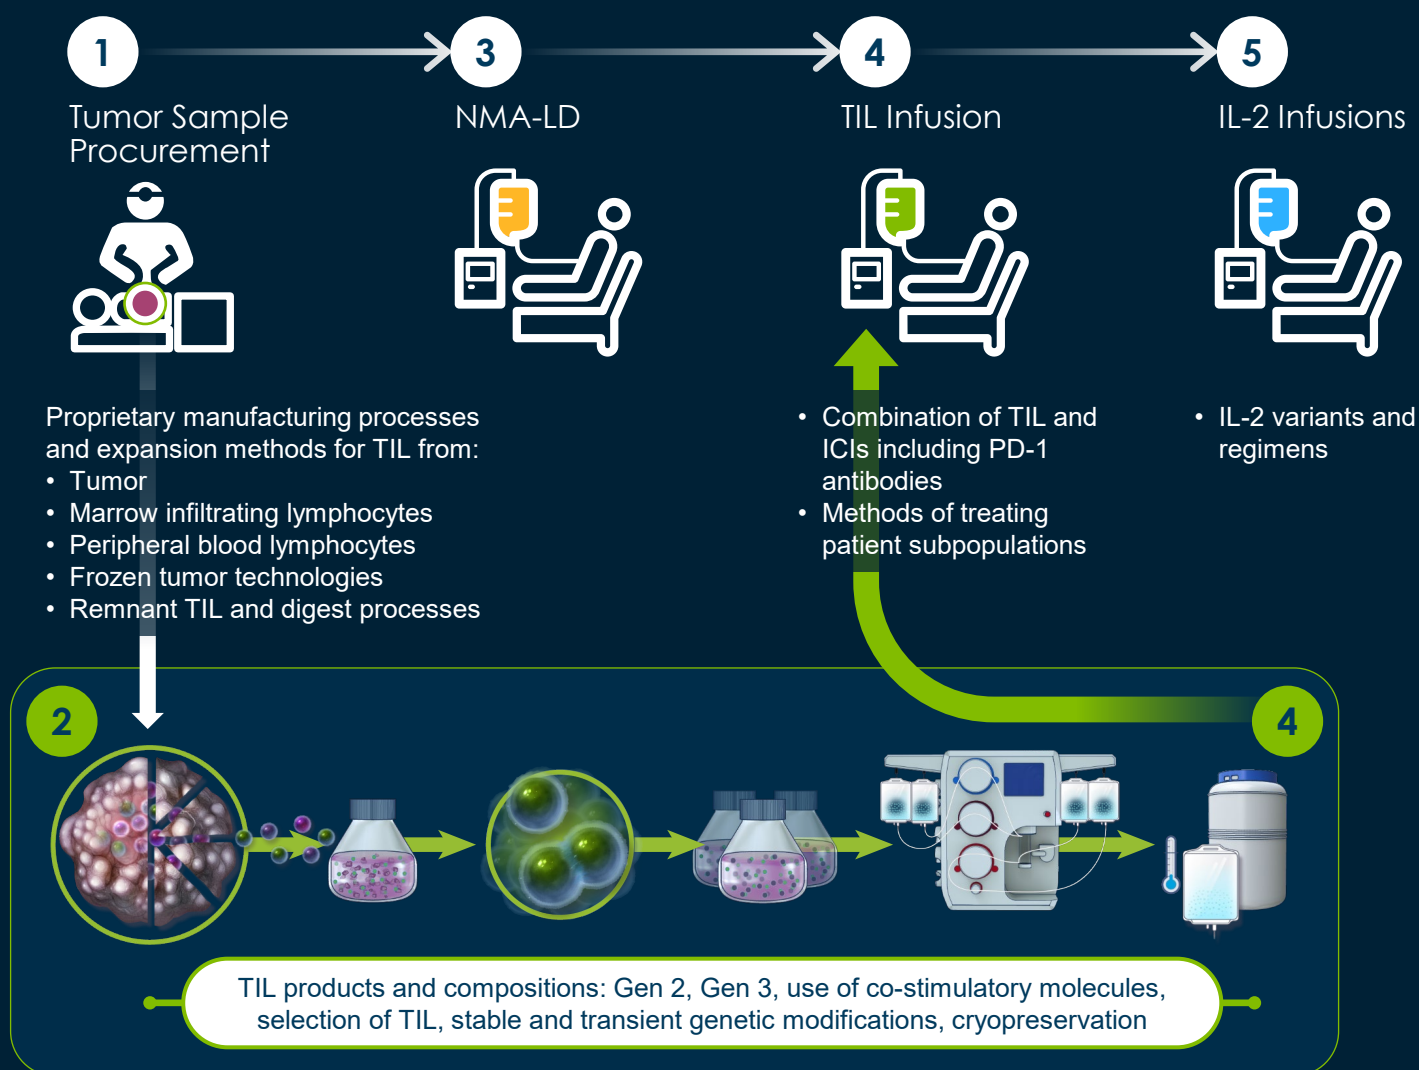 1
3
4
5
Tumor Sample
Procurement
NMA-LD
TIL Infusion
IL-2 Infusions
Proprietary manufacturing processes
and expansion methods for TIL from:
• Tumor
• Marrow infiltrating lymphocytes
• Peripheral blood lymphocytes
• Frozen tumor technologies
• Remnant TIL and digest processes
• Combination of TIL and
ICIs including PD-1
antibodies
• Methods of treating
patient subpopulations
• IL-2 variants and
regimens
2
4
TIL products and compositions: Gen 2, Gen 3, use of co-stimulatory molecules,
selection of TIL, stable and transient genetic modifications, cryopreservation